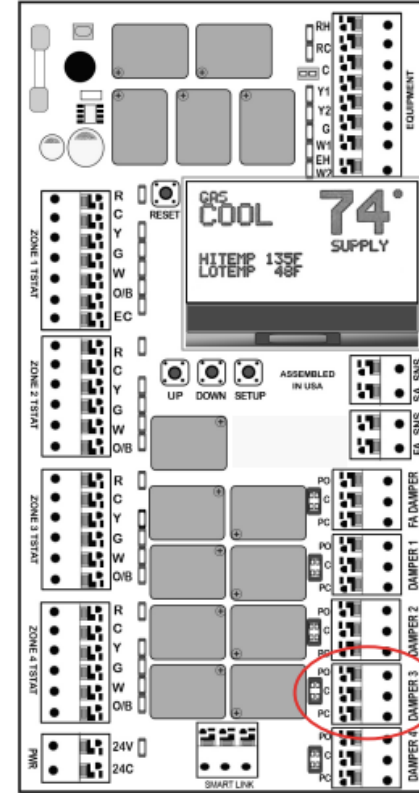 RH
RC
C
Y1
Y2
G
W1
EH
W2
EQUIPMENT
ZONE 1 TSTAT
R
C
Y
G
W
O/B
EC
RESET
GAS
COOL
74°
SUPPLY
HITEMP 135F
LOTEMP 48F
UP DOWN SETUP
ASSEMBLED
IN USA
SA SNS
FA SNS
ZONE 2 TSTAT
R
C
Y
G
W
O/B
ZONE 3 TSTAT
R
C
Y
G
W
O/B
ZONE 4 TSTAT
R
C
Y
G
W
O/B
PWR
24V
24C
SMART LINK
PO
C
PC
FA DAMPER
PO
C
PC
DAMPER 1
PO
C
PC
DAMPER 2
PO
C
PC
DAMPER 3
PO
C
PC
DAMPER 4